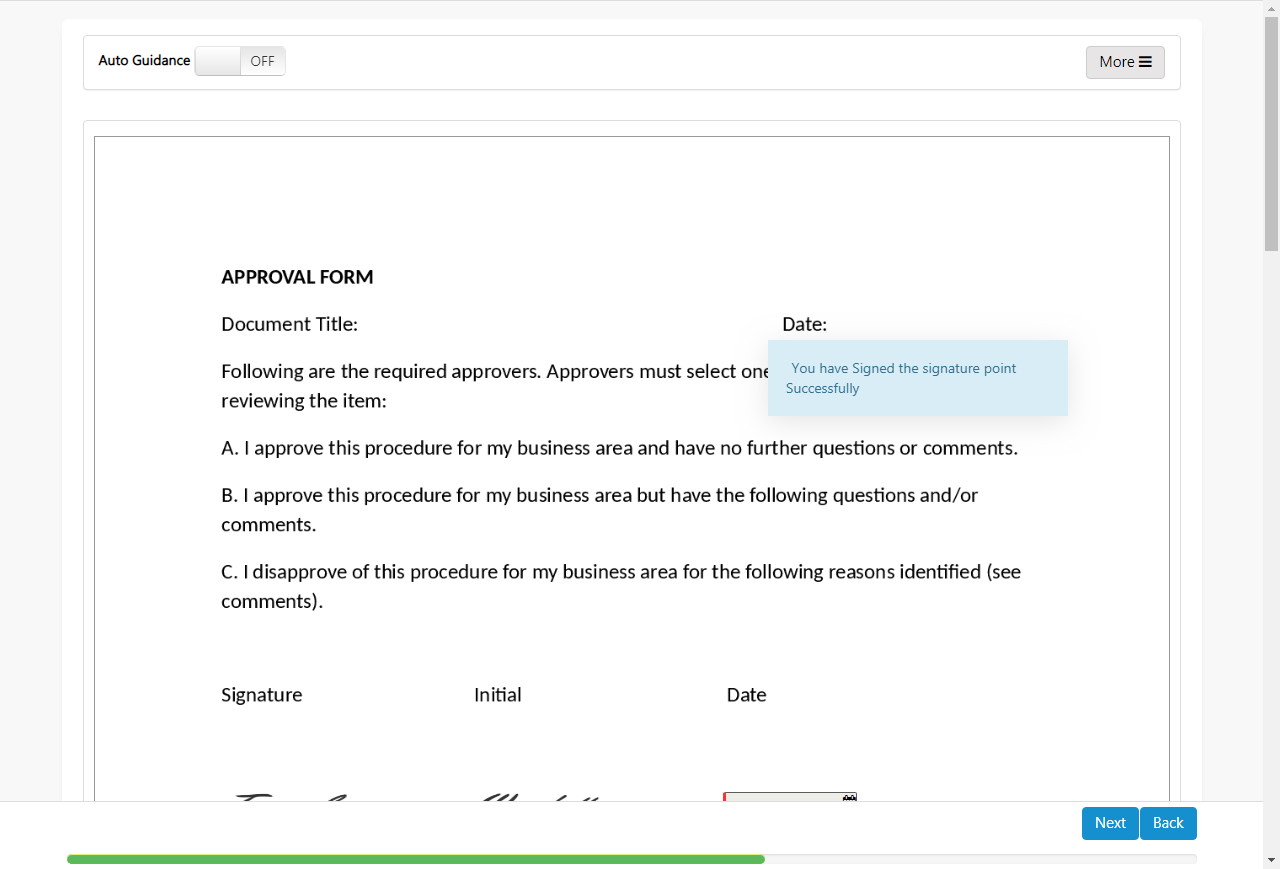 Auto Guidance OFF More
APPROVAL FORM
Document Title: Date:
Following are the required approvers. Approvers must select one
You have Signed the signature point
Successfully
reviewing the item:
A. I approve this procedure for my business area and have no further questions or comments.
B. I approve this procedure for my business area but have the following questions and/or
comments.
C. I disapprove of this procedure for my business area for the following reasons identified (see
comments).
Signature Initial Date
Next Back